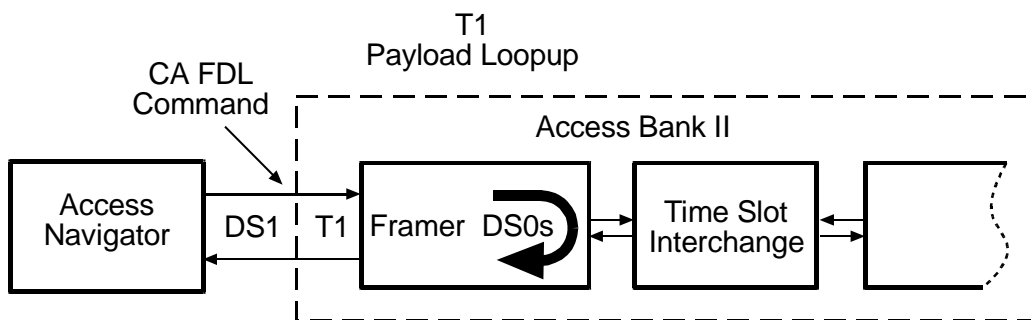 T1
Payload Loopup
CA FDL
Command
Access Bank II
Access
Navigator
DS1
T1
Framer DS0s
Time Slot
Interchange